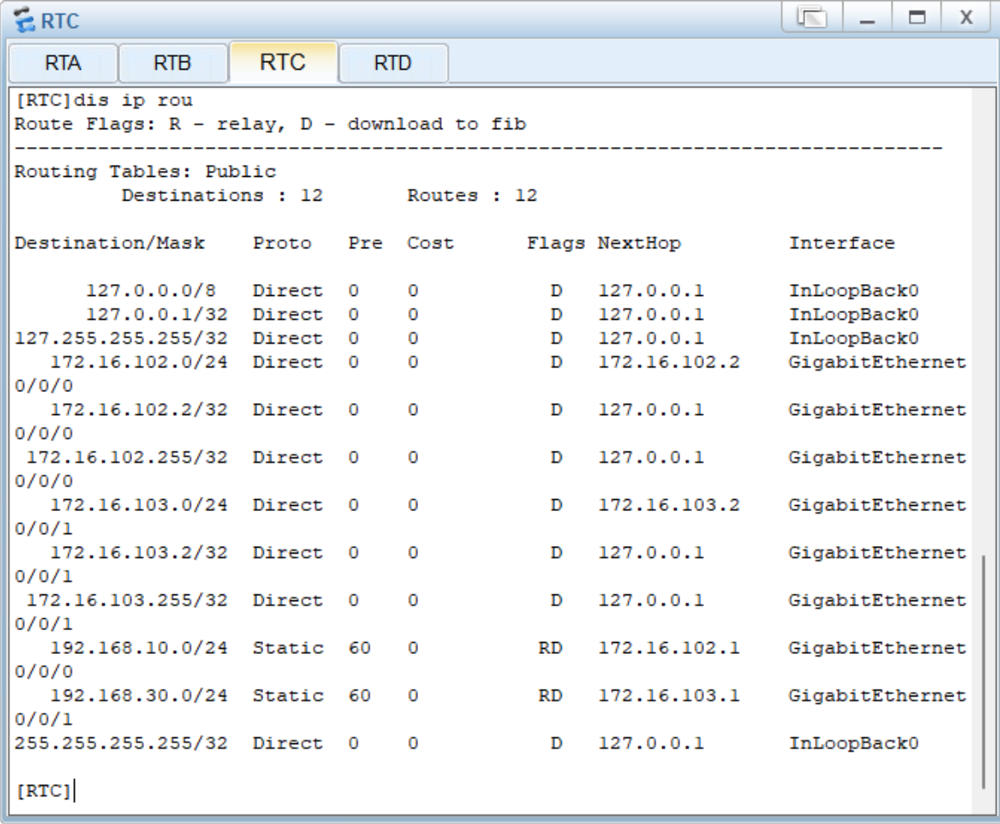 RTC
RTA RTB RTC RTD
[RTC]dis ip rou
Route Flags: R - relay, D - download to fib
------------------------------------------------------------------------------
Routing Tables: Public
         Destinations : 12       Routes : 12

Destination/Mask    Proto   Pre  Cost      Flags NextHop         Interface

      127.0.0.0/8   Direct  0    0           D   127.0.0.1       InLoopBack0
      127.0.0.1/32  Direct  0    0           D   127.0.0.1       InLoopBack0
127.255.255.255/32  Direct  0    0           D   127.0.0.1       InLoopBack0
   172.16.102.0/24  Direct  0    0           D   172.16.102.2    GigabitEthernet
0/0/0
   172.16.102.2/32  Direct  0    0           D   127.0.0.1       GigabitEthernet
0/0/0
 172.16.102.255/32  Direct  0    0           D   127.0.0.1       GigabitEthernet
0/0/0
   172.16.103.0/24  Direct  0    0           D   172.16.103.2    GigabitEthernet
0/0/1
   172.16.103.2/32  Direct  0    0           D   127.0.0.1       GigabitEthernet
0/0/1
 172.16.103.255/32  Direct  0    0           D   127.0.0.1       GigabitEthernet
0/0/1
   192.168.10.0/24  Static  60   0          RD   172.16.102.1    GigabitEthernet
0/0/0
   192.168.30.0/24  Static  60   0          RD   172.16.103.1    GigabitEthernet
0/0/1
255.255.255.255/32  Direct  0    0           D   127.0.0.1       InLoopBack0

[RTC]